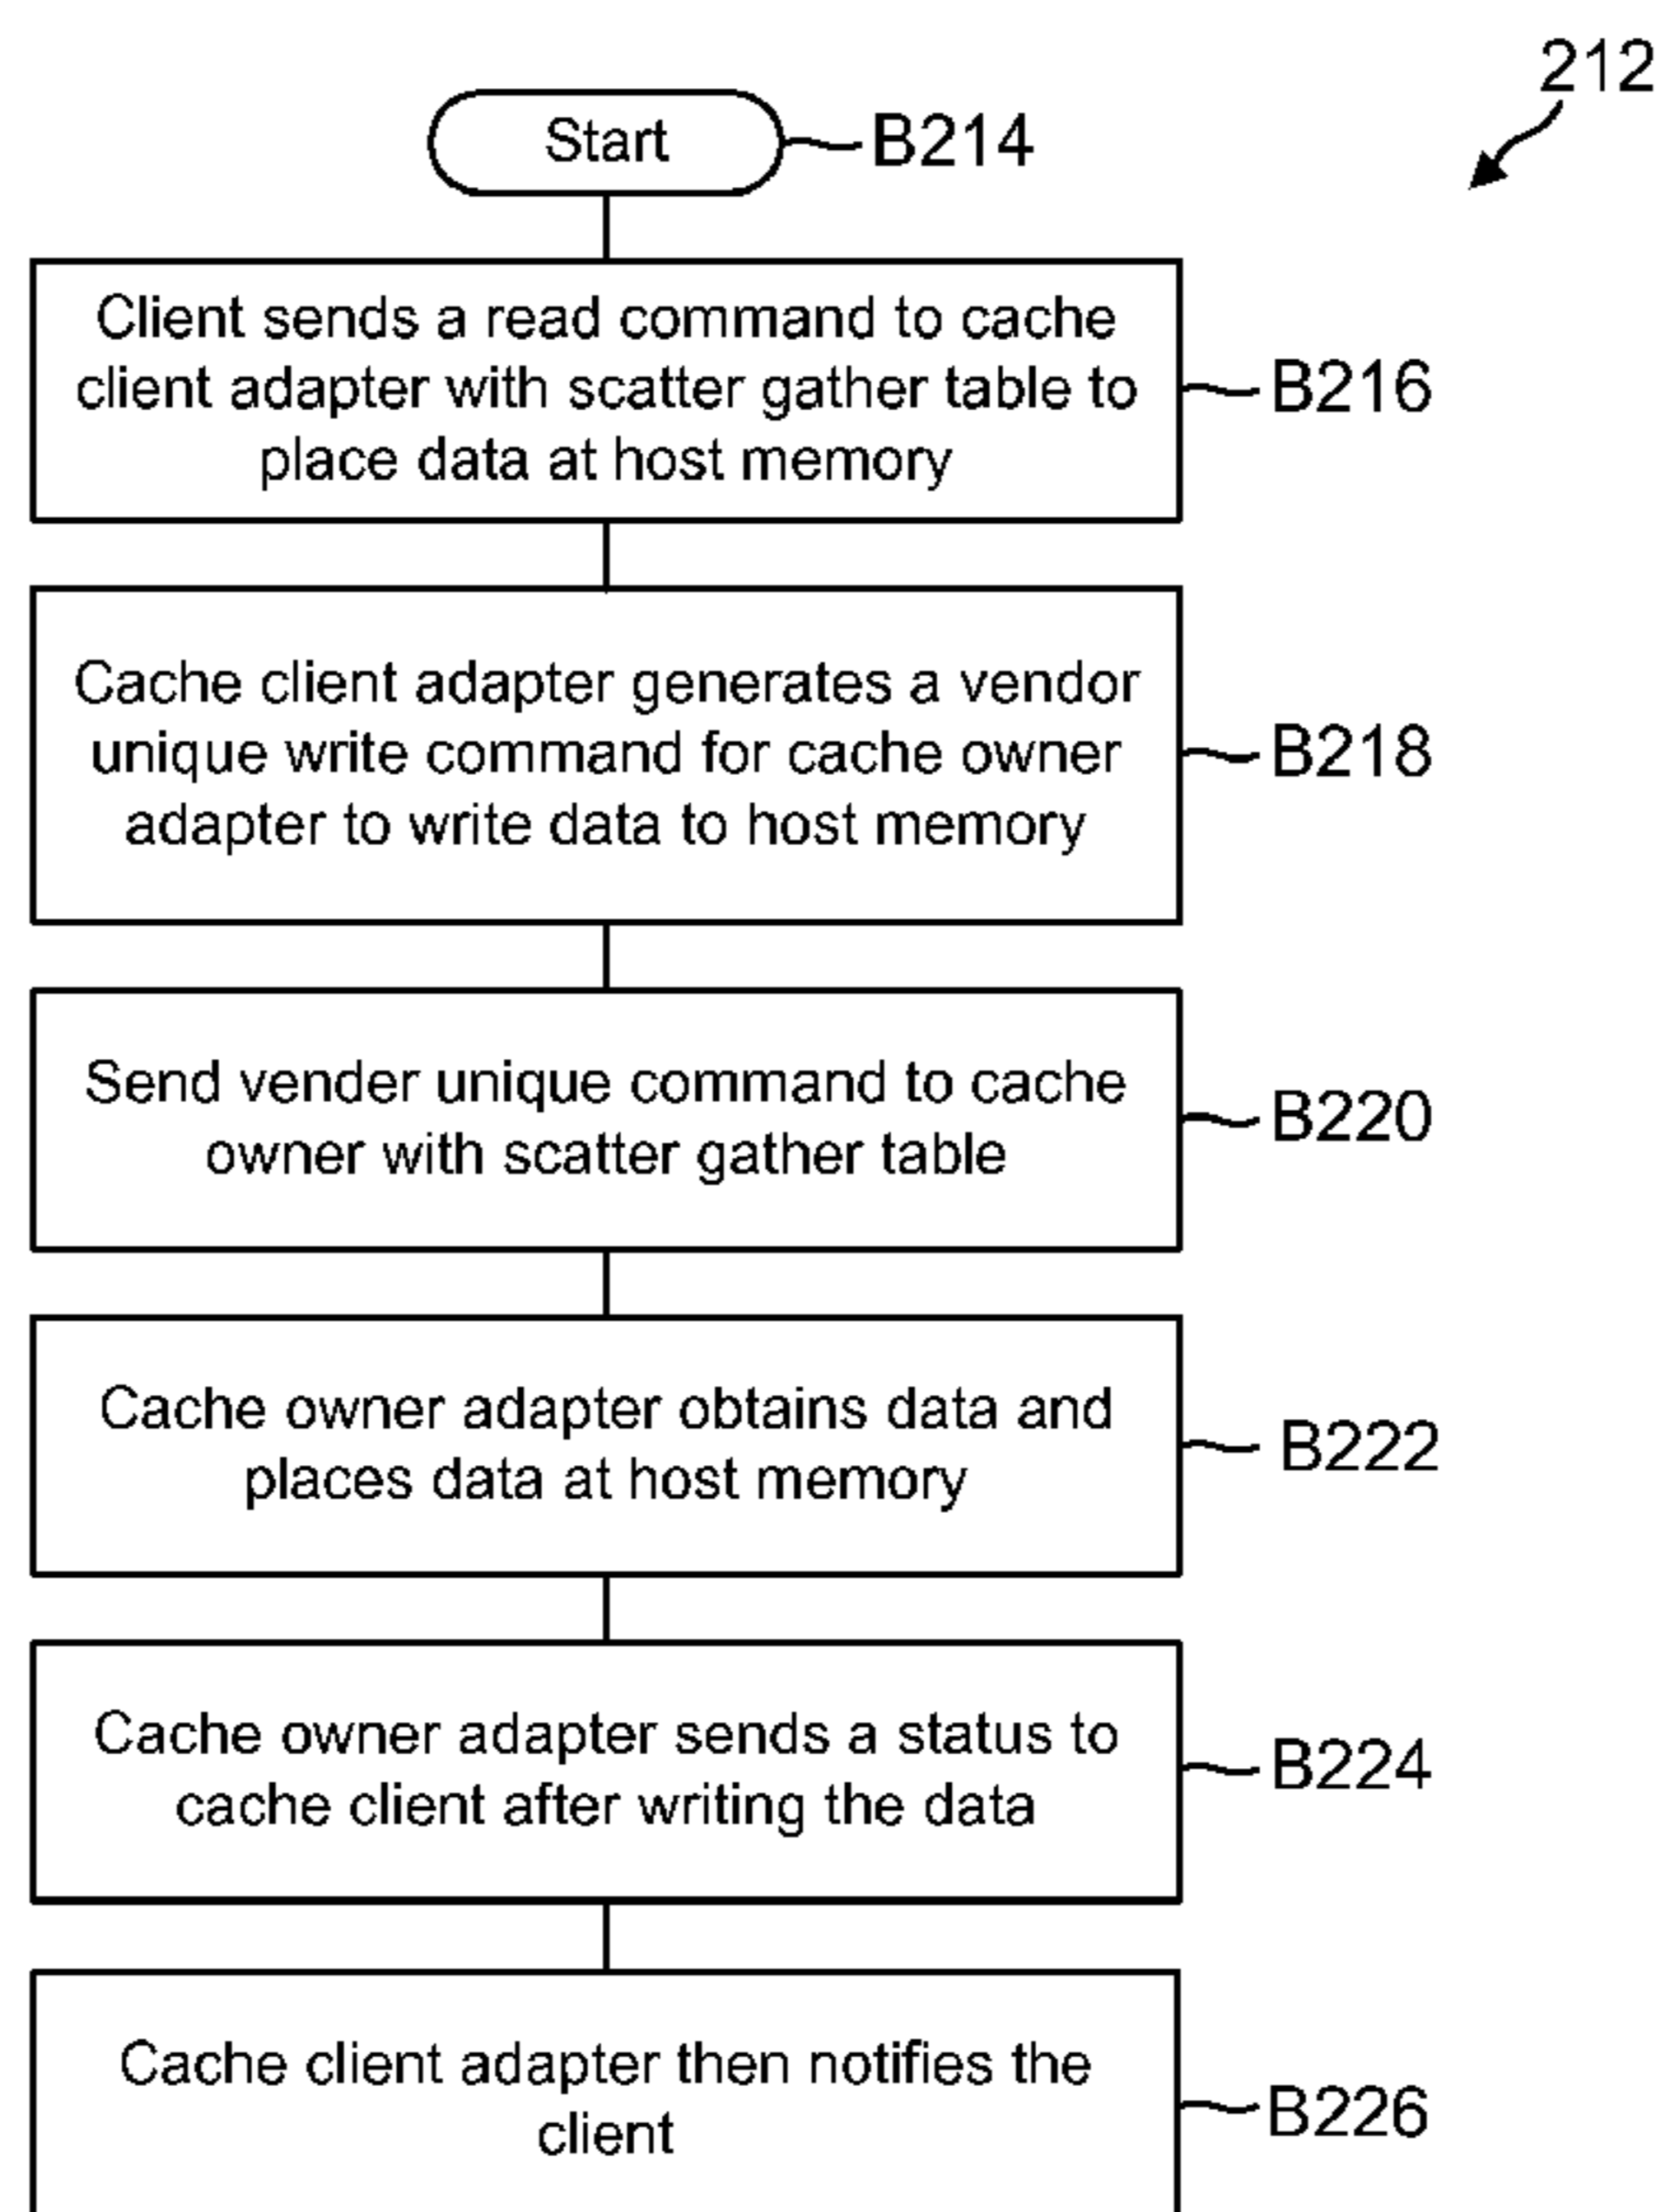 212
Start
B214
Client sends a read command to cache
client adapter with scatter gather table to
place data at host memory
B216
Cache client adapter generates a vendor
unique write command for cache owner
adapter to write data to host memory
B218
Send vender unique command to cache
owner with scatter gather table
B220
Cache owner adapter obtains data and
places data at host memory
B222
Cache owner adapter sends a status to
cache client after writing the data
B224
Cache client adapter then notifies the
client
B226